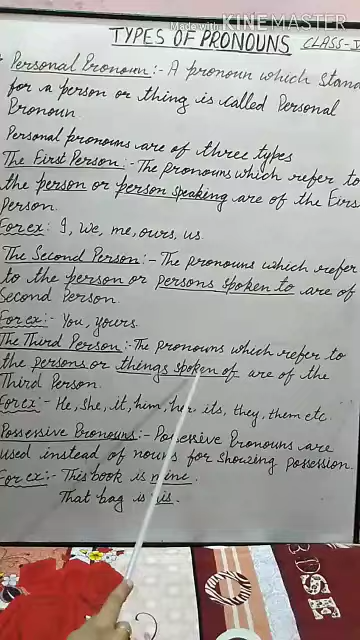 Made with KINE MASTER
TYPES OF PRONOUNS CLASS-
Personal Pronoun:- A pronoun which stand
for a person or thing is called Personal
Pronoun.
Personal pronouns are of three types
The First Person:- The pronouns which refer to
the person or person speaking are of the Firs
Person.
For ex: I, we, me, ours, us.
The Second Person:- The pronouns which refer
to the person or persons spoken to are of
Second Person.
For ex:- You, yours.
The Third Person:- The pronouns which refer to
the persons or things spoken of are of the
Third Person.
For ex:- He, she, it, him, her, its, they, them etc.
Possessive Pronouns:- Possessive Pronouns are
used instead of nouns for showing possession.
For ex:- This book is mine.
That bag is